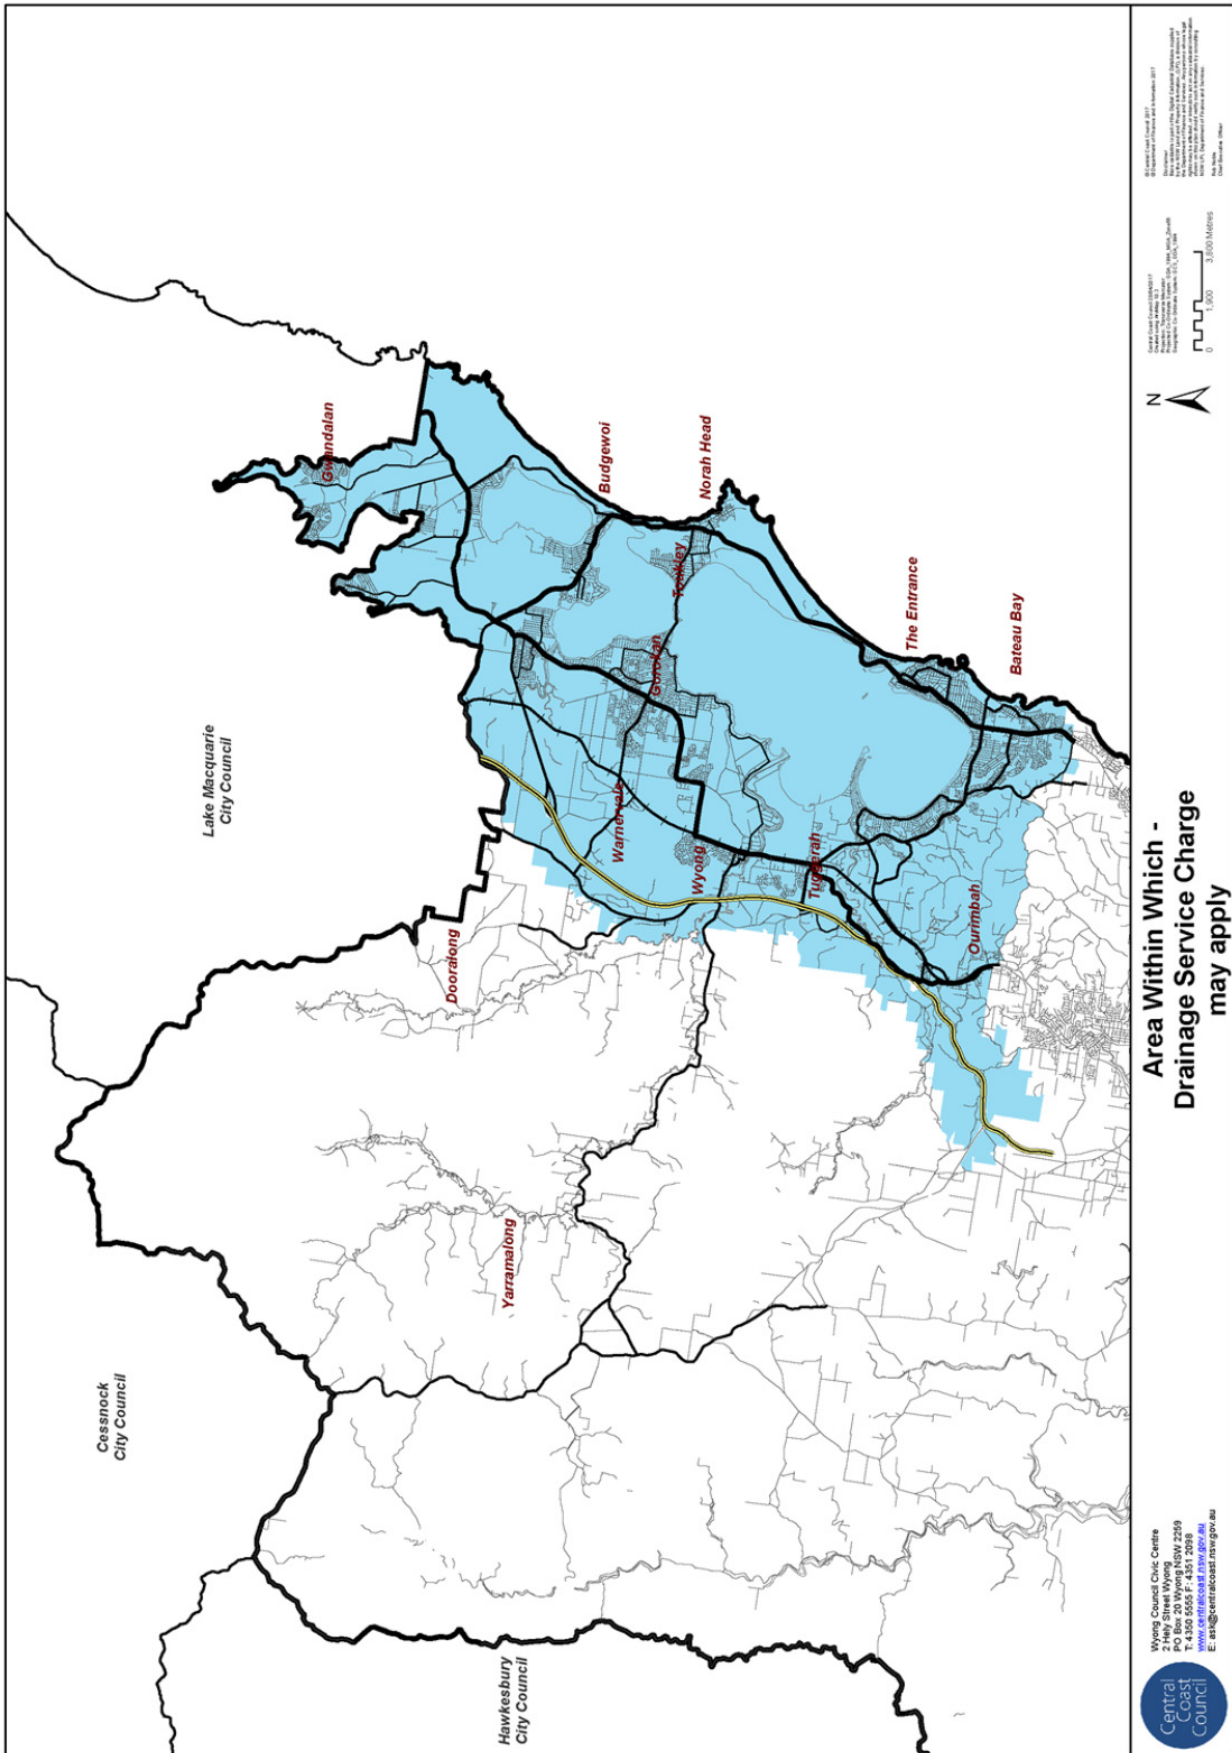 Cessnock
City Council
Lake Macquarie
City Council
Hawkesbury
City Council
Gwandalan
Dooralong
Yarramalong
Budgewoi
Warnervale
Gorokan
Toukley
Norah Head
Wyong
Tuggerah
The Entrance
Ourimbah
Bateau Bay
Central
Coast
Council
Wyong Council Civic Centre
2 Hely Street Wyong
PO Box 20 Wyong NSW 2259
T: 4350 5555 F: 4351 2098
www.centralcoast.nsw.gov.au
E: ask@centralcoast.nsw.gov.au
Area Within Which -
Drainage Service Charge
may apply
N
0 1,900 3,800 Metres